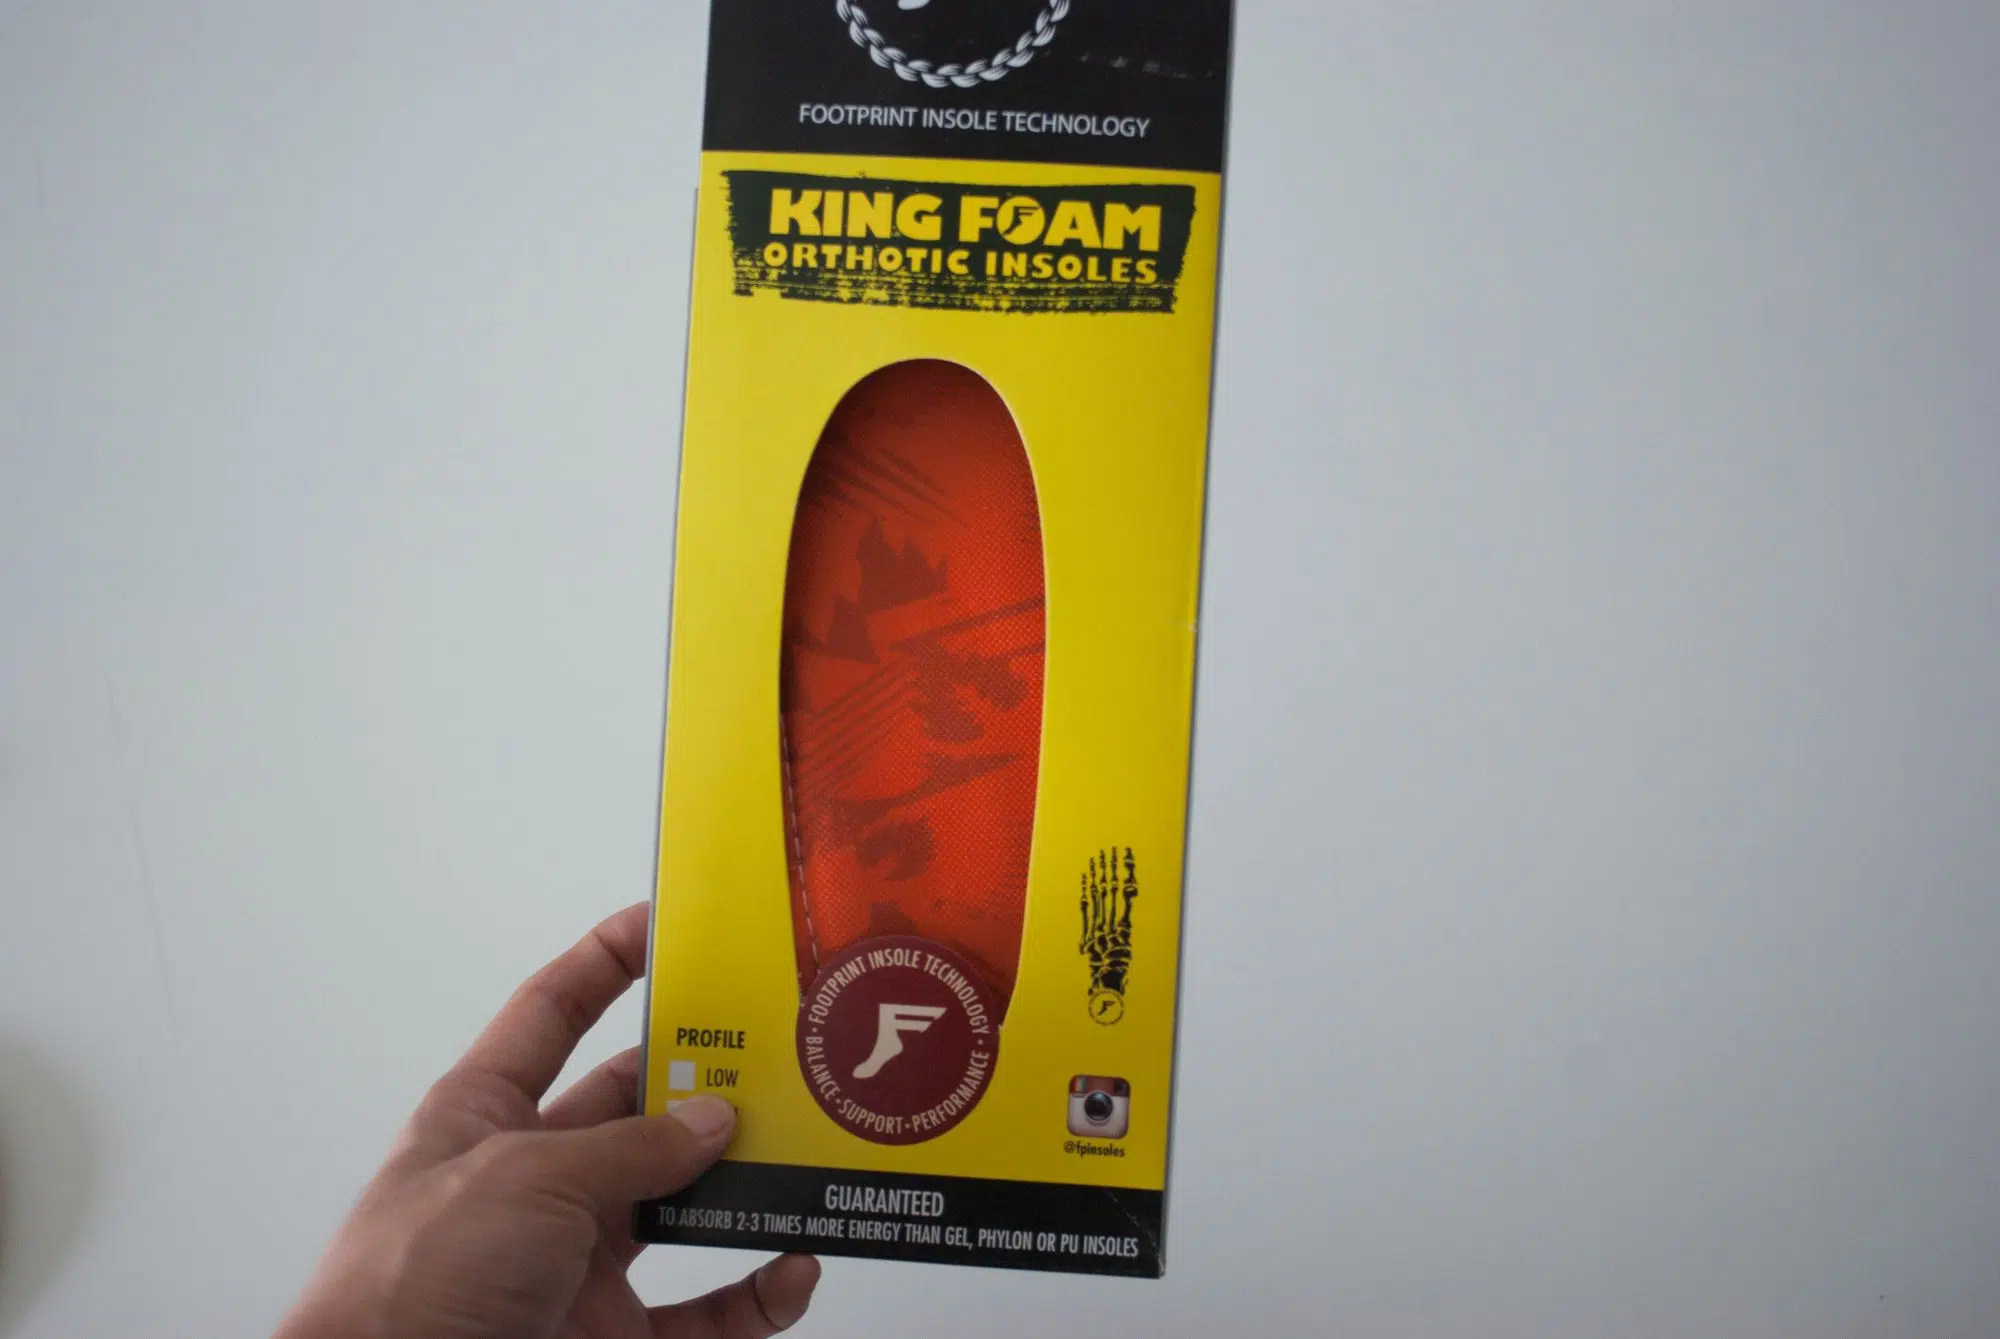 FOOTPRINT INSOLE TECHNOLOGY
KING FOAM
ORTHOTIC INSOLES
FOOTPRINT INSOLE TECHNOLOGY
• BALANCE • SUPPORT • PERFORMANCE •
PROFILE
LOW
@fpinsoles
GUARANTEED
TO ABSORB 2-3 TIMES MORE ENERGY THAN GEL, PHYLON OR PU INSOLES